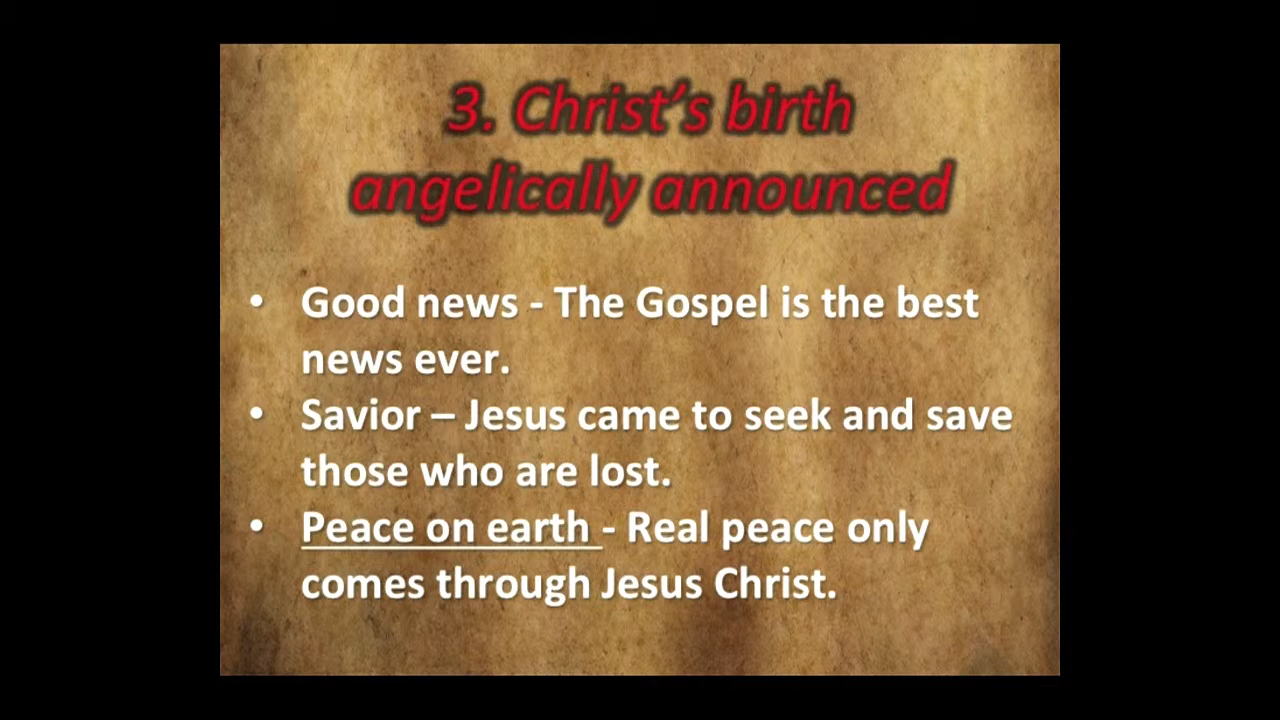 3. Christ’s birth
angelically announced
• Good news - The Gospel is the best
news ever.
• Savior – Jesus came to seek and save
those who are lost.
• Peace on earth - Real peace only
comes through Jesus Christ.